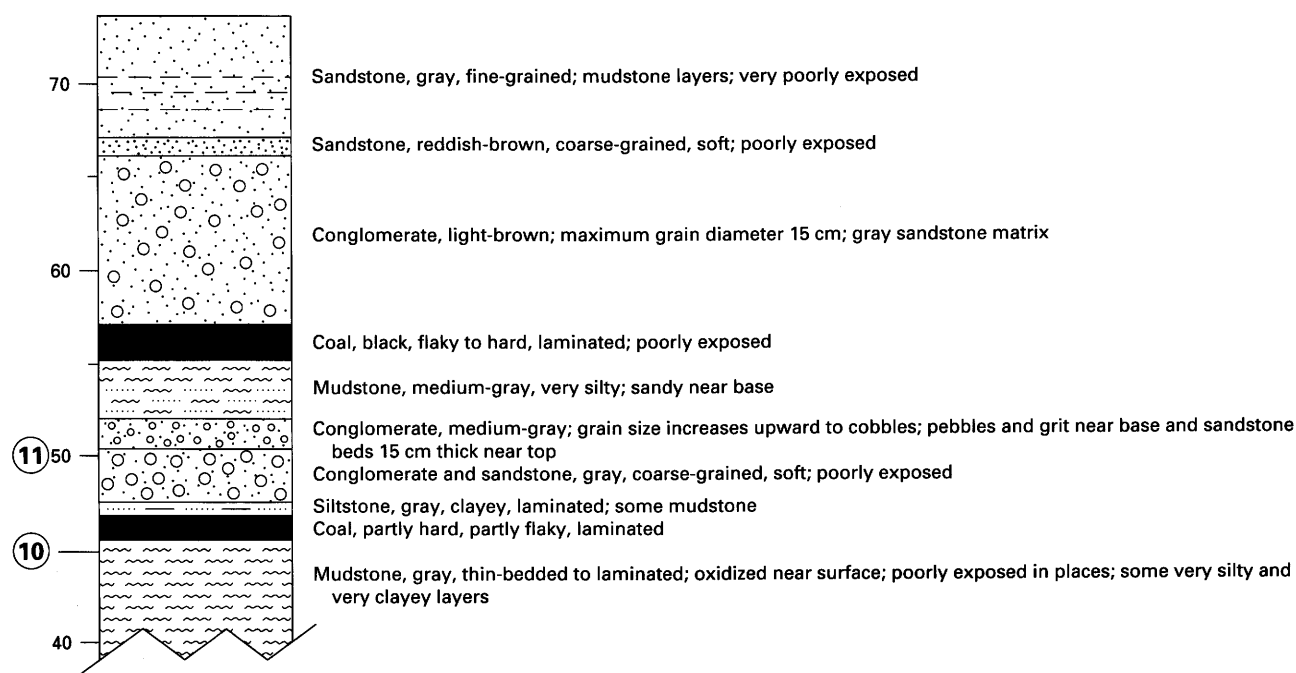 70
Sandstone, gray, fine-grained; mudstone layers; very poorly exposed
Sandstone, reddish-brown, coarse-grained, soft; poorly exposed
Conglomerate, light-brown; maximum grain diameter 15 cm; gray sandstone matrix
60
Coal, black, flaky to hard, laminated; poorly exposed
Mudstone, medium-gray, very silty; sandy near base
Conglomerate, medium-gray; grain size increases upward to cobbles; pebbles and grit near base and sandstone
beds 15 cm thick near top
11 50
Conglomerate and sandstone, gray, coarse-grained, soft; poorly exposed
Siltstone, gray, clayey, laminated; some mudstone
Coal, partly hard, partly flaky, laminated
10
Mudstone, gray, thin-bedded to laminated; oxidized near surface; poorly exposed in places; some very silty and
very clayey layers
40